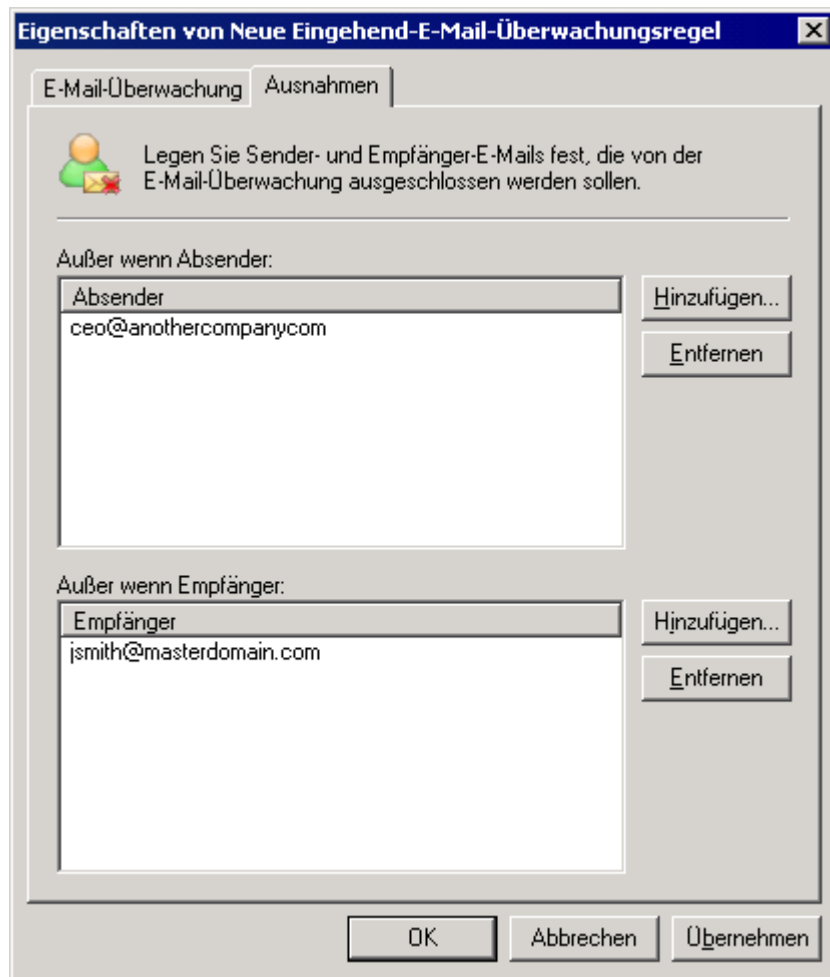 Eigenschaften von Neue Eingehend-E-Mail-Überwachungsregel
E-Mail-Überwachung
Ausnahmen
Legen Sie Sender- und Empfänger-E-Mails fest, die von der
E-Mail-Überwachung ausgeschlossen werden sollen.
Außer wenn Absender:
Absender
Hinzufügen...
ceo@anothercompanycom
Entfernen
Außer wenn Empfänger:
Empfänger
Hinzufügen...
jsmith@masterdomain.com
Entfernen
OK
Abbrechen
Übernehmen